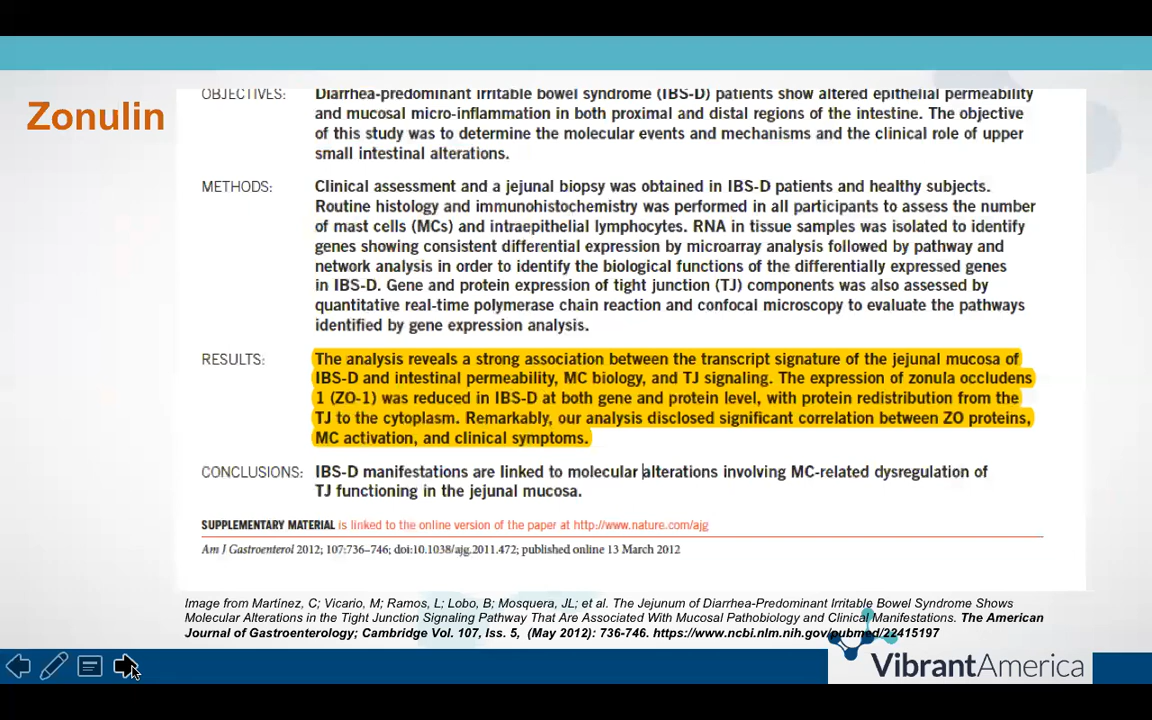 Zonulin
OBJECTIVES: Diarrhea-predominant irritable bowel syndrome (IBS-D) patients show altered epithelial permeability
and mucosal micro-inflammation in both proximal and distal regions of the intestine. The objective
of this study was to determine the molecular events and mechanisms and the clinical role of upper
small intestinal alterations.
METHODS: Clinical assessment and a jejunal biopsy was obtained in IBS-D patients and healthy subjects.
Routine histology and immunohistochemistry was performed in all participants to assess the number
of mast cells (MCs) and intraepithelial lymphocytes. RNA in tissue samples was isolated to identify
genes showing consistent differential expression by microarray analysis followed by pathway and
network analysis in order to identify the biological functions of the differentially expressed genes
in IBS-D. Gene and protein expression of tight junction (TJ) components was also assessed by
quantitative real-time polymerase chain reaction and confocal microscopy to evaluate the pathways
identified by gene expression analysis.
RESULTS: The analysis reveals a strong association between the transcript signature of the jejunal mucosa of
IBS-D and intestinal permeability, MC biology, and TJ signaling. The expression of zonula occludens
1 (ZO-1) was reduced in IBS-D at both gene and protein level, with protein redistribution from the
TJ to the cytoplasm. Remarkably, our analysis disclosed significant correlation between ZO proteins,
MC activation, and clinical symptoms.
CONCLUSIONS: IBS-D manifestations are linked to molecular alterations involving MC-related dysregulation of
TJ functioning in the jejunal mucosa.
SUPPLEMENTARY MATERIAL is linked to the online version of the paper at http://www.nature.com/ajg
Am J Gastroenterol 2012; 107:736–746; doi:10.1038/ajg.2011.472; published online 13 March 2012
Image from Martínez, C; Vicario, M; Ramos, L; Lobo, B; Mosquera, JL; et al. The Jejunum of Diarrhea-Predominant Irritable Bowel Syndrome Shows
Molecular Alterations in the Tight Junction Signaling Pathway That Are Associated With Mucosal Pathobiology and Clinical Manifestations. The American
Journal of Gastroenterology; Cambridge Vol. 107, Iss. 5, (May 2012): 736-746. https://www.ncbi.nlm.nih.gov/pubmed/22415197
VibrantAmerica